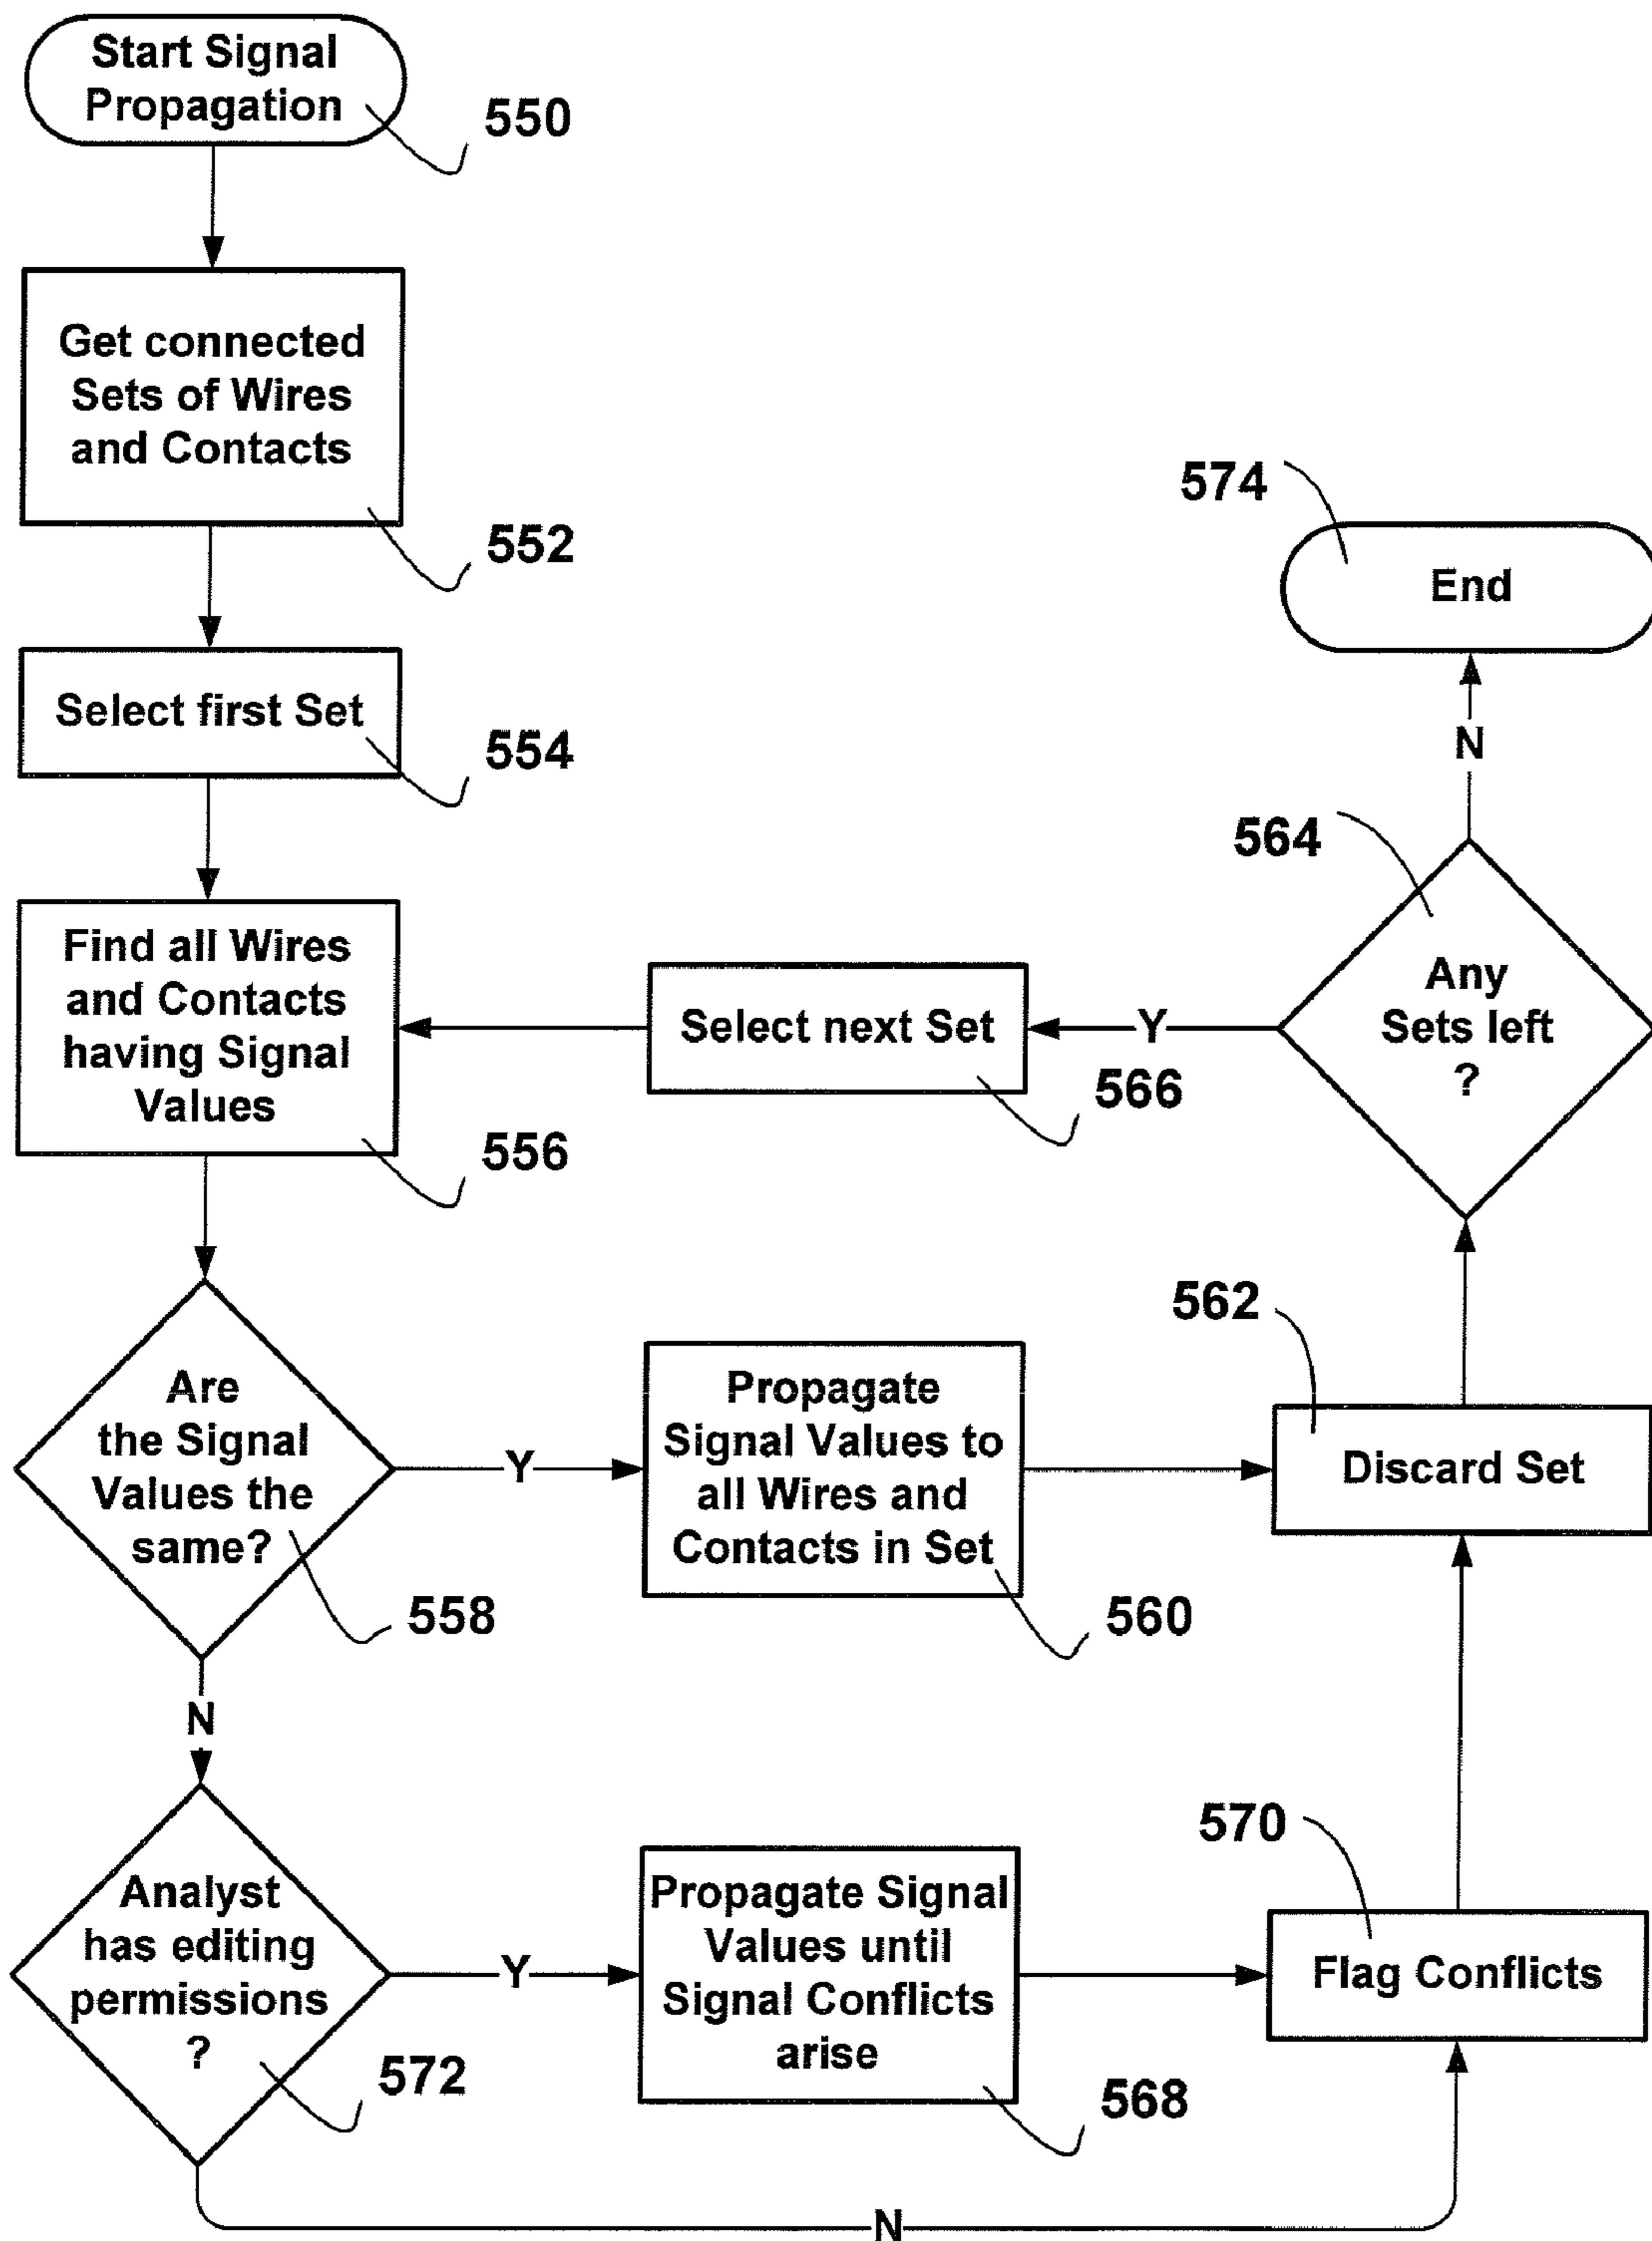 Start Signal
Propagation
550
Get connected
Sets of Wires
and Contacts
552
Select first Set
554
Find all Wires
and Contacts
having Signal
Values
556
Are
the Signal
Values the
same?
558
Y
Propagate
Signal Values to
all Wires and
Contacts in Set
560
N
Analyst
has editing
permissions
?
572
Y
Propagate Signal
Values until
Signal Conflicts
arise
568
N
570
Flag Conflicts
562
Discard Set
564
Any
Sets left
?
Y
566
Select next Set
N
574
End